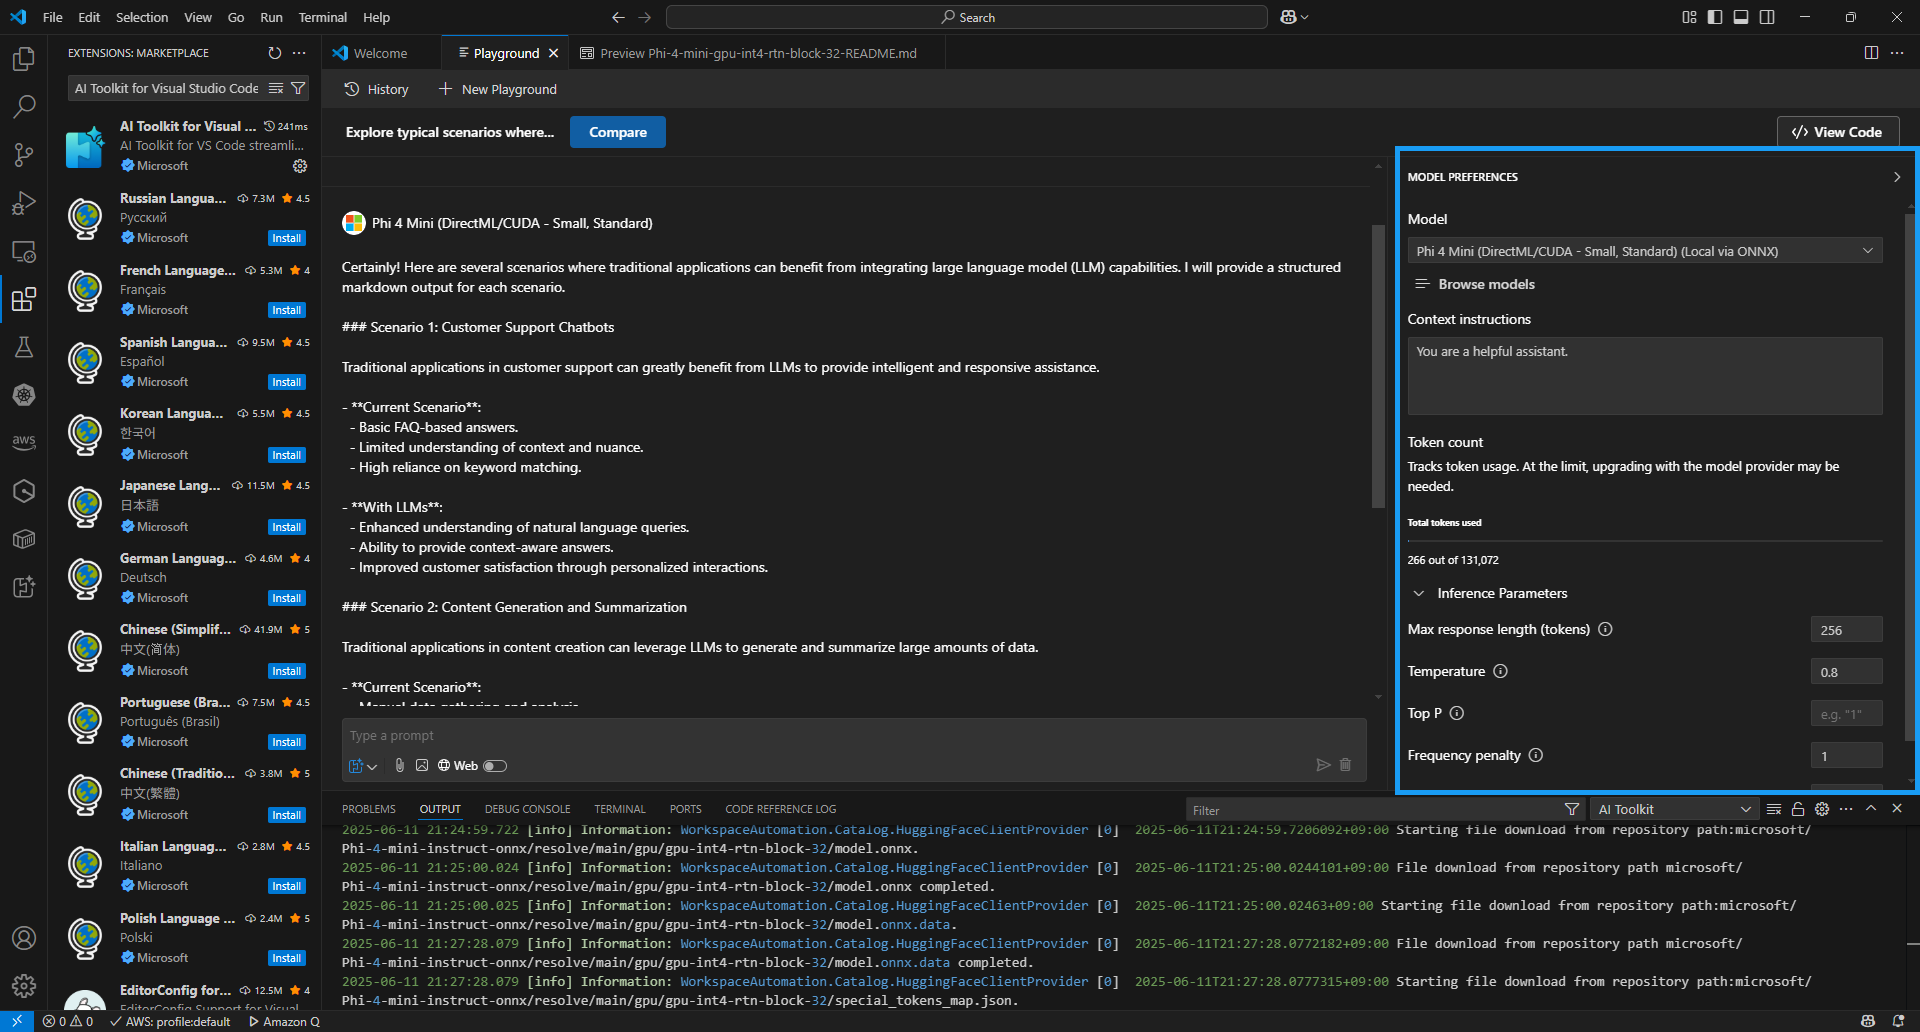 File Edit Selection View Go Run Terminal Help
Search
EXTENSIONS: MARKETPLACE
AI Toolkit for Visual Studio Code
AI Toolkit for Visual ... 241ms
AI Toolkit for VS Code streamli...
Microsoft
Russian Langua... 7.3M 4.5
Русский
Microsoft Install
French Language... 5.3M 4
Français
Microsoft Install
Spanish Langua... 9.5M 4.5
Español
Microsoft Install
Korean Langua... 5.5M 4.5
한국어
Microsoft Install
Japanese Lang... 11.5M 4.5
日本語
Microsoft Install
German Languag... 4.6M 4
Deutsch
Microsoft Install
Chinese (Simplif... 41.9M 5
中文(简体)
Microsoft Install
Portuguese (Bra... 7.5M 4.5
Português (Brasil)
Microsoft Install
Chinese (Traditio... 3.8M 5
中文(繁體)
Microsoft Install
Italian Languag... 2.8M 4.5
Italiano
Microsoft Install
Polish Language ... 2.4M 5
Polski
Microsoft Install
EditorConfig for... 12.5M 4
EditorConfig Support for Visual
aws
Welcome Playground Preview Phi-4-mini-gpu-int4-rtn-block-32-README.md
History New Playground
Explore typical scenarios where... Compare View Code
Phi 4 Mini (DirectML/CUDA - Small, Standard)
Certainly! Here are several scenarios where traditional applications can benefit from integrating large language model (LLM) capabilities. I will provide a structured
markdown output for each scenario.
### Scenario 1: Customer Support Chatbots
Traditional applications in customer support can greatly benefit from LLMs to provide intelligent and responsive assistance.
- **Current Scenario**:
- Basic FAQ-based answers.
- Limited understanding of context and nuance.
- High reliance on keyword matching.
- **With LLMs**:
- Enhanced understanding of natural language queries.
- Ability to provide context-aware answers.
- Improved customer satisfaction through personalized interactions.
### Scenario 2: Content Generation and Summarization
Traditional applications in content creation can leverage LLMs to generate and summarize large amounts of data.
- **Current Scenario**:
- Manual data gathering and analysis
Type a prompt
Web
MODEL PREFERENCES
Model
Phi 4 Mini (DirectML/CUDA - Small, Standard) (Local via ONNX)
Browse models
Context instructions
You are a helpful assistant.
Token count
Tracks token usage. At the limit, upgrading with the model provider may be
needed.
Total tokens used
266 out of 131,072
Inference Parameters
Max response length (tokens) 256
Temperature 0.8
Top P e.g. "1"
Frequency penalty 1
PROBLEMS OUTPUT DEBUG CONSOLE TERMINAL PORTS CODE REFERENCE LOG Filter AI Toolkit
2025-06-11 21:24:59.722 [info] Information: WorkspaceAutomation.Catalog.HuggingFaceClientProvider [0] 2025-06-11T21:24:59.7206092+09:00 Starting file download from repository path:microsoft/
Phi-4-mini-instruct-onnx/resolve/main/gpu/gpu-int4-rtn-block-32/model.onnx.
2025-06-11 21:25:00.024 [info] Information: WorkspaceAutomation.Catalog.HuggingFaceClientProvider [0] 2025-06-11T21:25:00.0244101+09:00 File download from repository path microsoft/
Phi-4-mini-instruct-onnx/resolve/main/gpu/gpu-int4-rtn-block-32/model.onnx completed.
2025-06-11 21:25:00.025 [info] Information: WorkspaceAutomation.Catalog.HuggingFaceClientProvider [0] 2025-06-11T21:25:00.02463+09:00 Starting file download from repository path:microsoft/
Phi-4-mini-instruct-onnx/resolve/main/gpu/gpu-int4-rtn-block-32/model.onnx.data.
2025-06-11 21:27:28.079 [info] Information: WorkspaceAutomation.Catalog.HuggingFaceClientProvider [0] 2025-06-11T21:27:28.0772182+09:00 File download from repository path microsoft/
Phi-4-mini-instruct-onnx/resolve/main/gpu/gpu-int4-rtn-block-32/model.onnx.data completed.
2025-06-11 21:27:28.079 [info] Information: WorkspaceAutomation.Catalog.HuggingFaceClientProvider [0] 2025-06-11T21:27:28.0777315+09:00 Starting file download from repository path:microsoft/
Phi-4-mini-instruct-onnx/resolve/main/gpu/gpu-int4-rtn-block-32/special_tokens_map.json.
0 0 AWS: profile:default Amazon Q